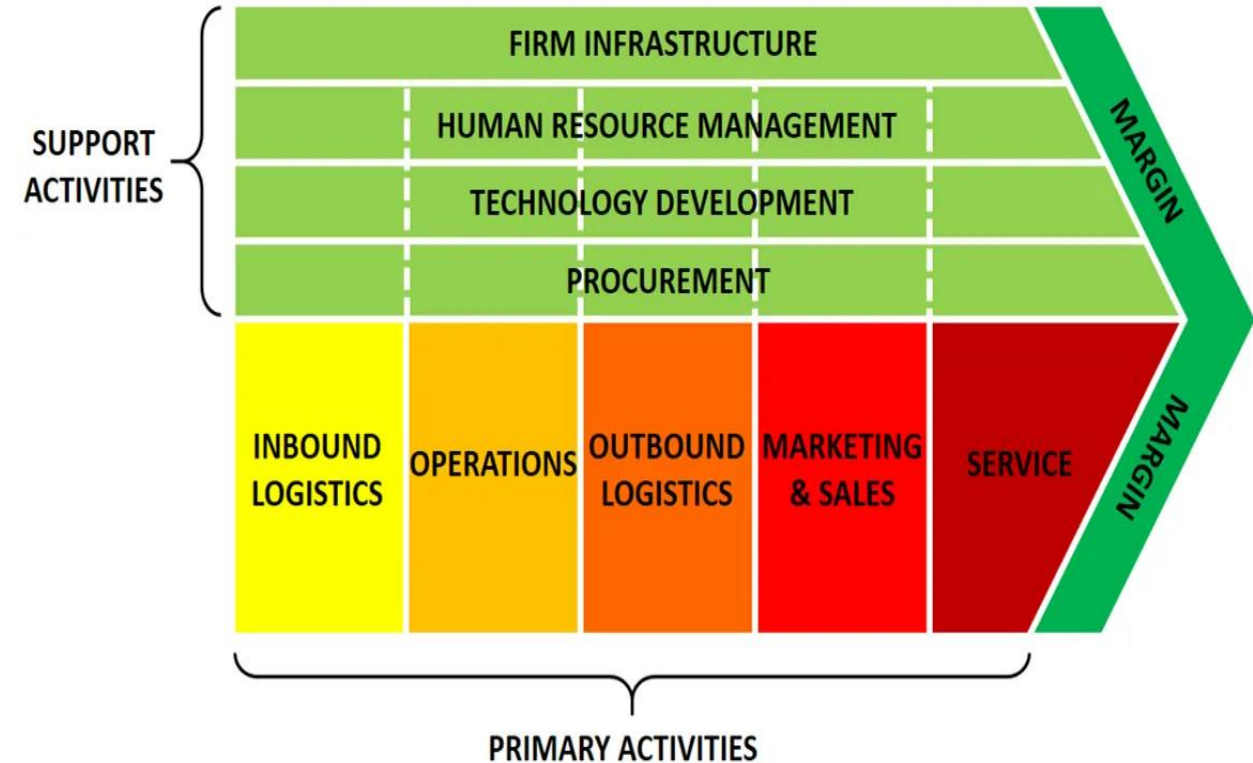 FIRM INFRASTRUCTURE
HUMAN RESOURCE MANAGEMENT
TECHNOLOGY DEVELOPMENT
PROCUREMENT
SUPPORT
ACTIVITIES
MARGIN
INBOUND
LOGISTICS
OPERATIONS
OUTBOUND
LOGISTICS
MARKETING
& SALES
SERVICE
MARGIN
PRIMARY ACTIVITIES